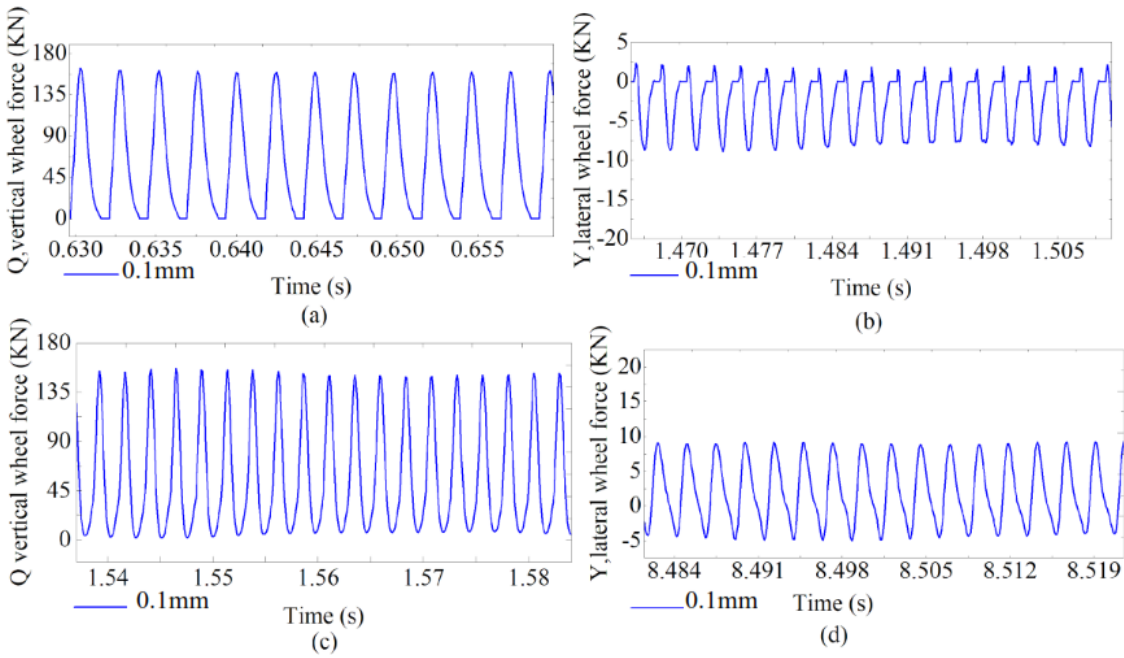 Q,vertical wheel force (KN)
180
135
90
45
0
0.630 0.635 0.640 0.645 0.650 0.655
0.1mm
Time (s)
(a)
Y,lateral wheel force (KN)
5
0
-5
-10
-15
-20
1.470 1.477 1.484 1.491 1.498 1.505
0.1mm
Time (s)
(b)
Q vertical wheel force (KN)
180
135
90
45
0
1.54 1.55 1.56 1.57 1.58
0.1mm
Time (s)
(c)
Y,lateral wheel force (KN)
20
15
10
5
0
-5
8.484 8.491 8.498 8.505 8.512 8.519
0.1mm
Time (s)
(d)